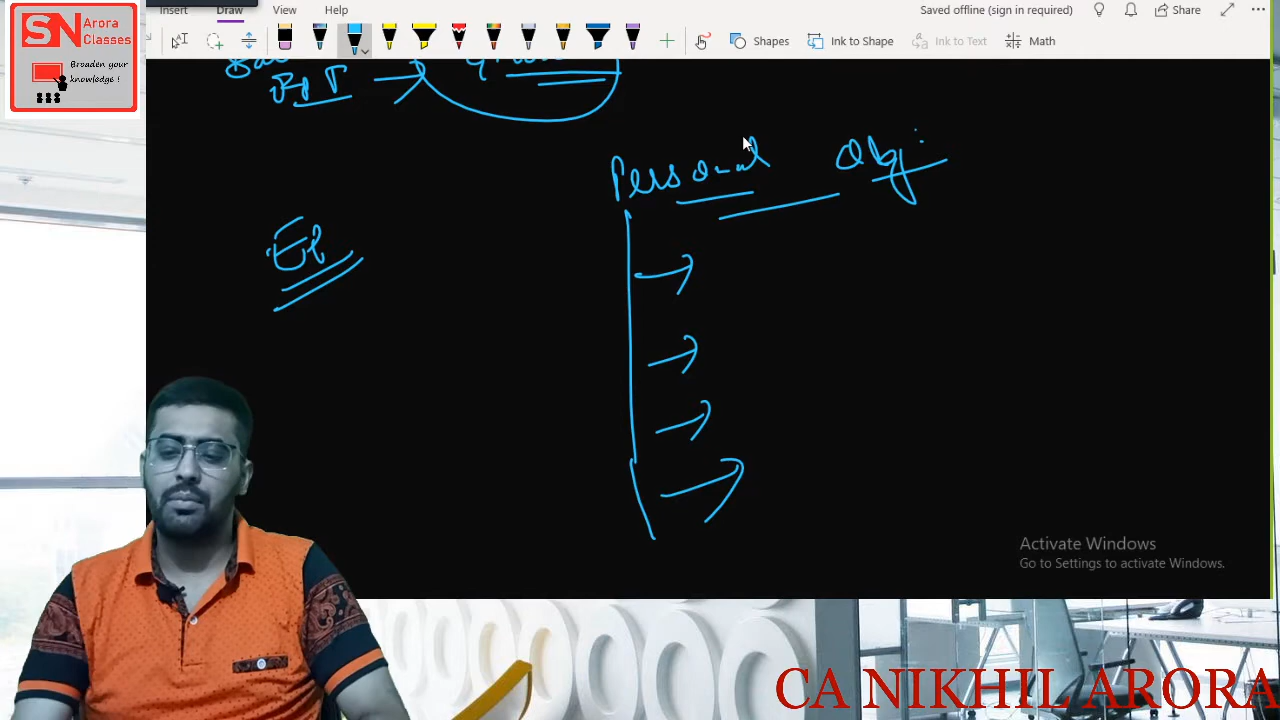 SN Arora Classes
Broaden your knowledge !
Insert Draw View Help
Saved offline (sign in required) Share
Shapes Ink to Shape Ink to Text Math
Personal Obj:
Activate Windows
Go to Settings to activate Windows.
CA NIKHIL ARORA